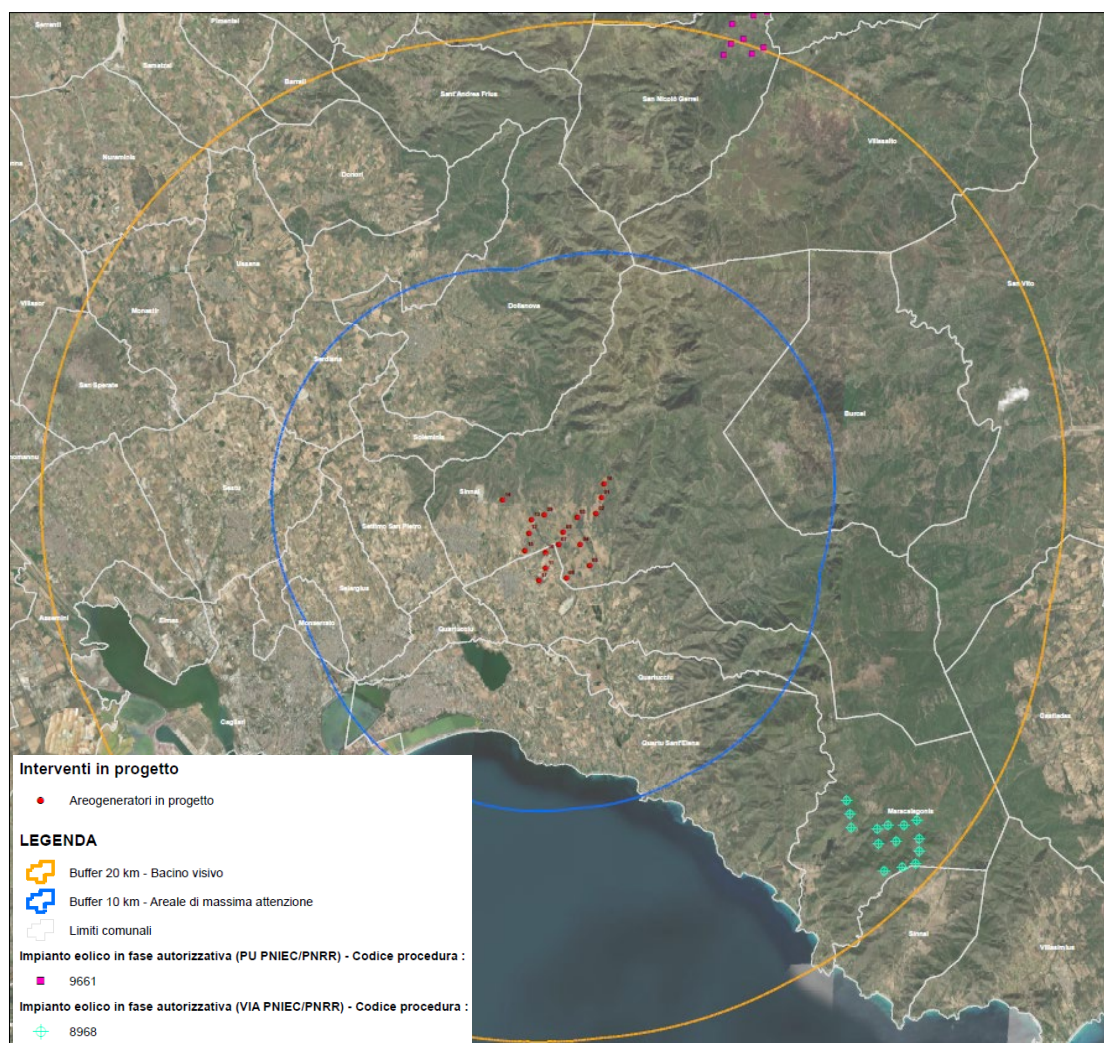 Serrenti
Pimentel
Samatzai
Barrali
Sant'Andrea Frius
San Nicolò Gerrei
Villasalto
Nuraminis
Donori
Ussana
San Vito
Villasor
Monastir
Dolianova
Serdiana
San Sperate
Burcei
Soleminis
Sestu
Sinnai
Settimo San Pietro
Selargius
Assemini
Elmas
Monserrato
Quartucciu
Quartucciu
Cagliari
Castiadas
Quartu Sant'Elena
Maracalagonis
Sinnai
Villasimius
Interventi in progetto
Areogeneratori in progetto
LEGENDA
Buffer 20 km - Bacino visivo
Buffer 10 km - Areale di massima attenzione
Limiti comunali
Impianto eolico in fase autorizzativa (PU PNIEC/PNRR) - Codice procedura :
9661
Impianto eolico in fase autorizzativa (VIA PNIEC/PNRR) - Codice procedura :
8968